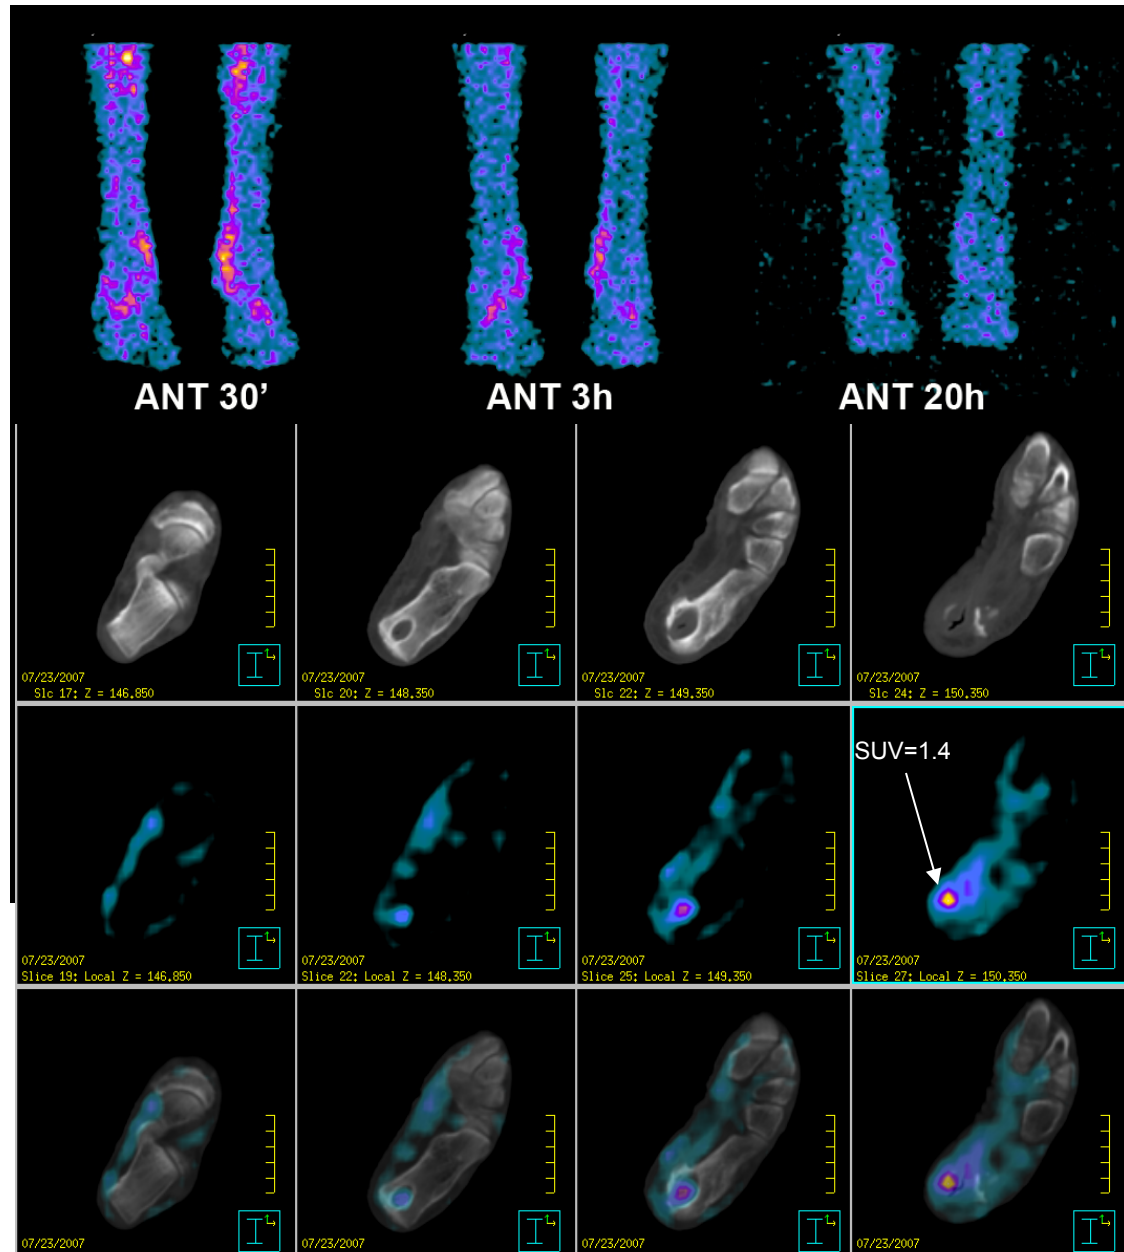 ANT 30’
ANT 3h
ANT 20h
07/23/2007
Slc 17: Z = 146.850
07/23/2007
Slc 20: Z = 148.350
07/23/2007
Slc 22: Z = 149.350
07/23/2007
Slc 24: Z = 150.350
SUV=1.4
07/23/2007
Slice 19: Local Z = 146.850
07/23/2007
Slice 22: Local Z = 148.350
07/23/2007
Slice 25: Local Z = 149.350
07/23/2007
Slice 27: Local Z = 150.350
07/23/2007
07/23/2007
07/23/2007
07/23/2007